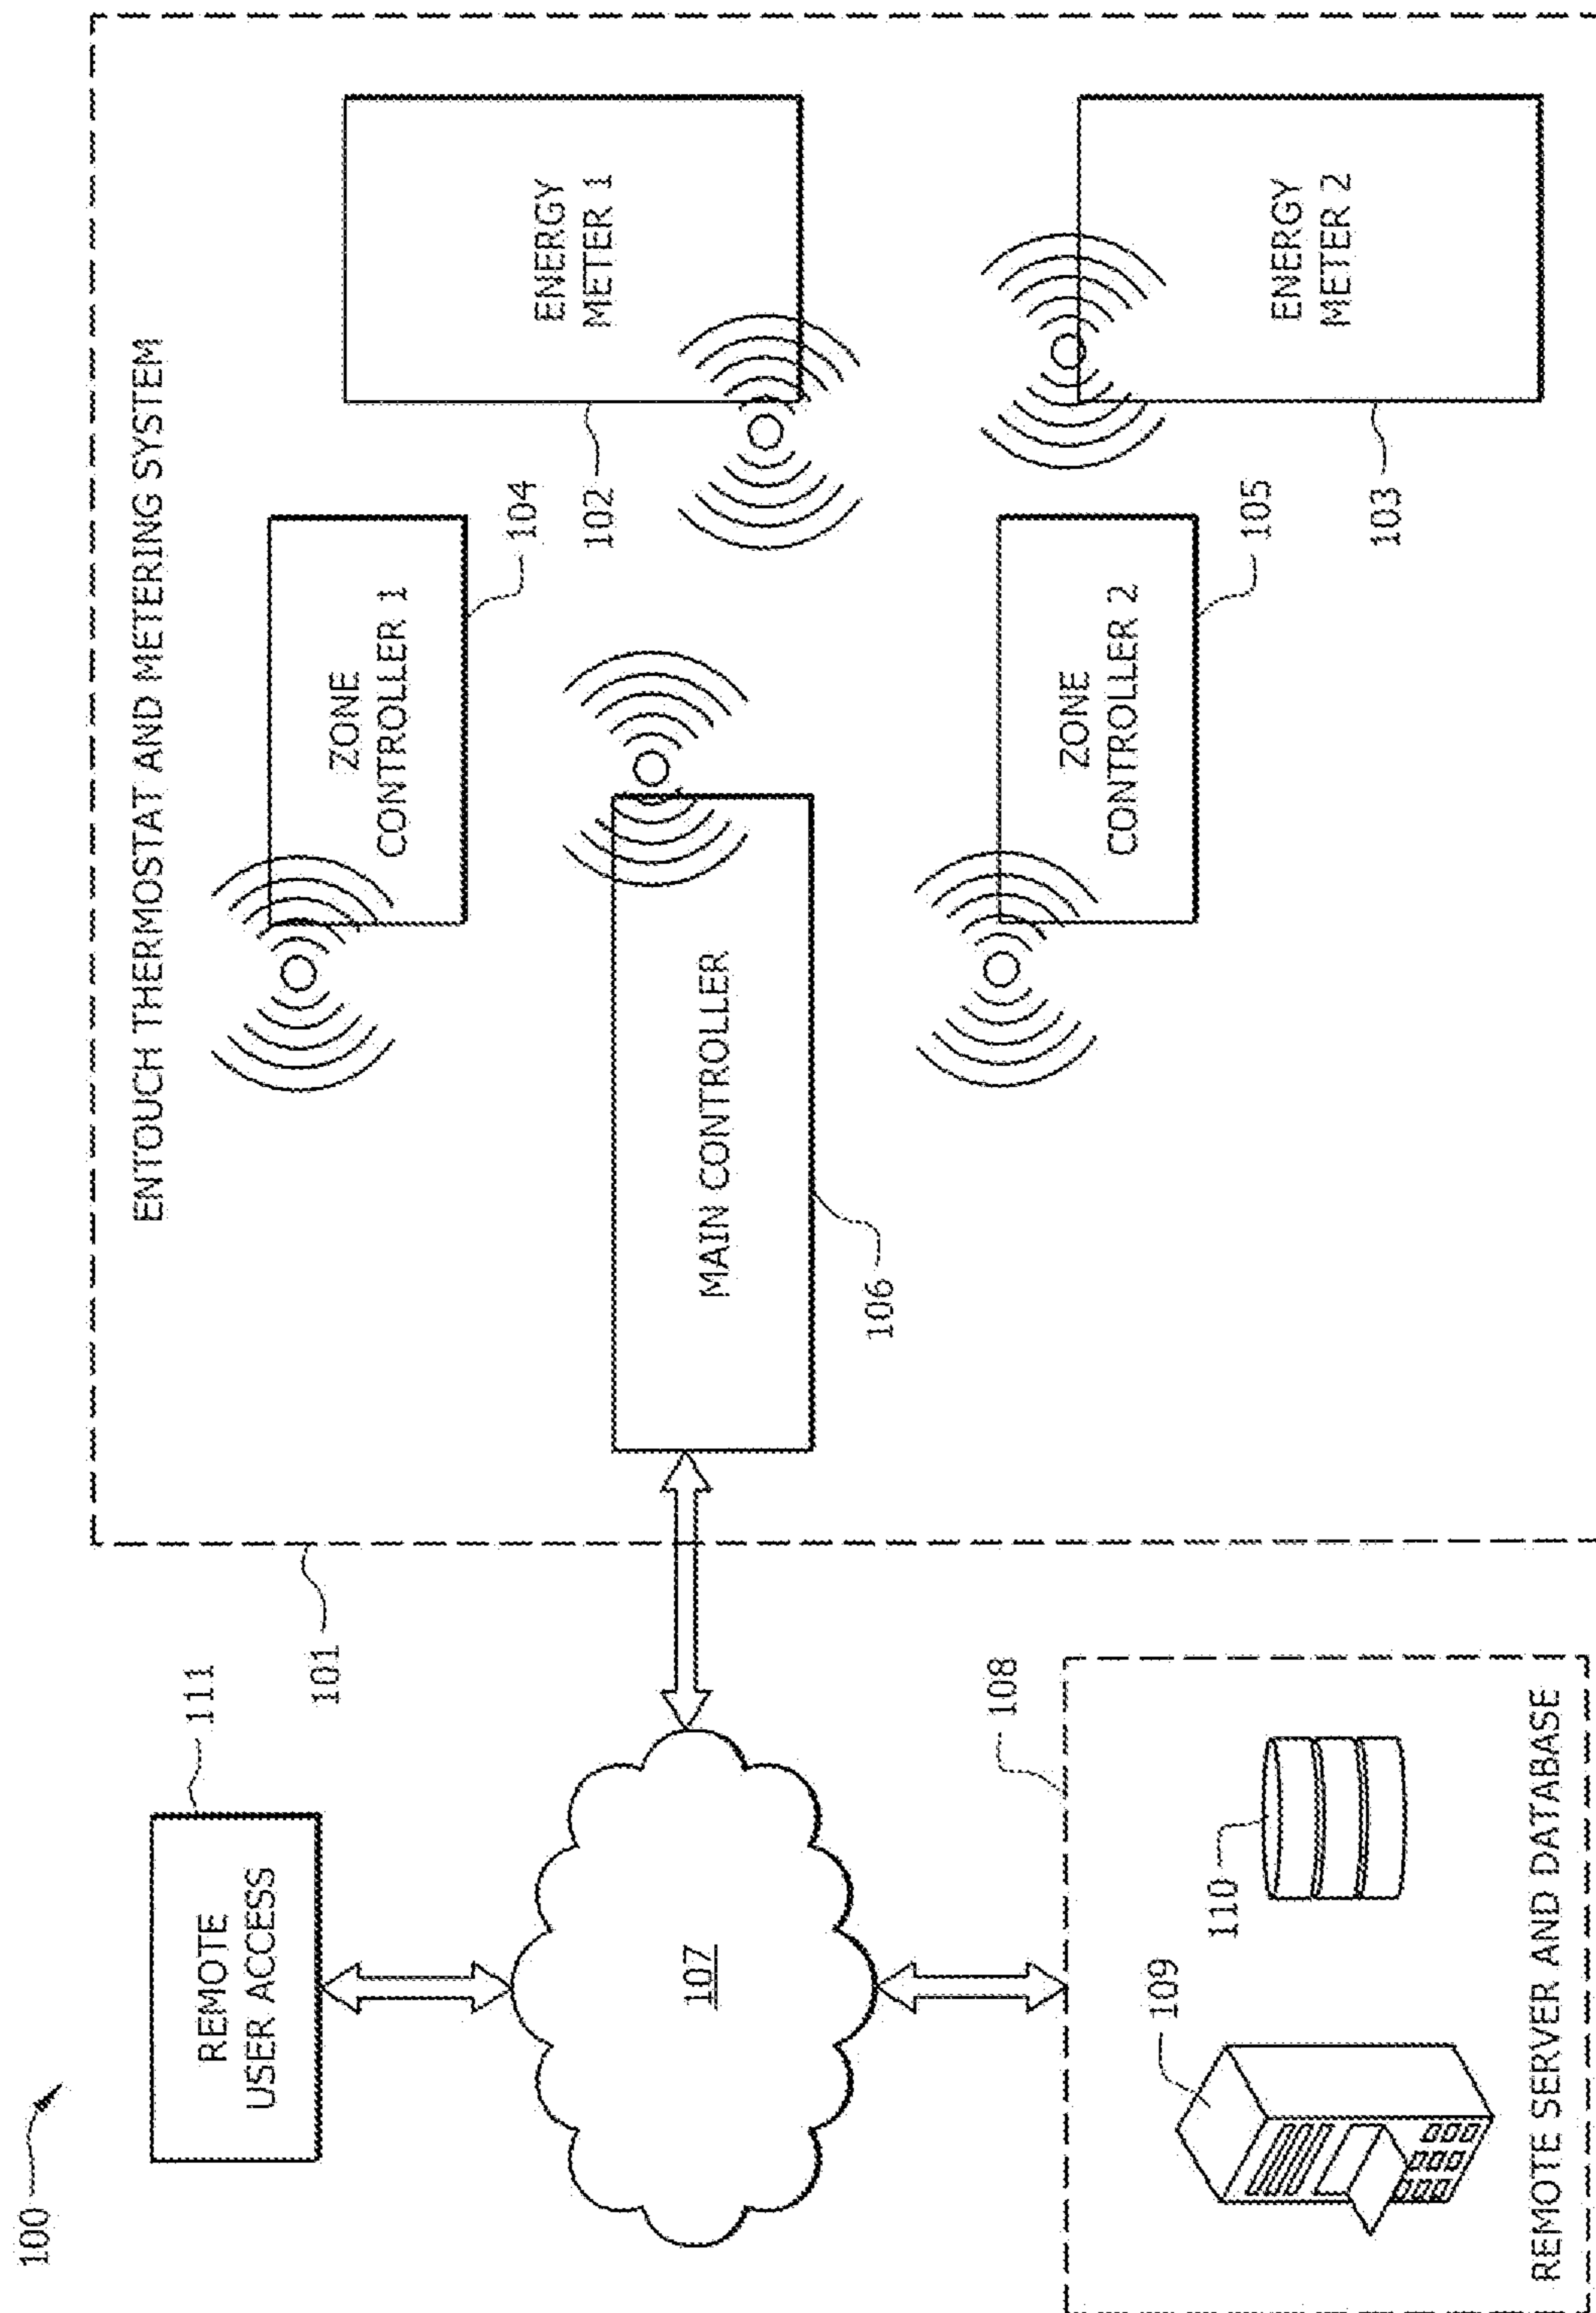 100
REMOTE
USER ACCESS
111
101
107
108
109
110
REMOTE SERVER AND DATABASE
ENTOUCH THERMOSTAT AND METERING SYSTEM
MAIN CONTROLLER
106
ZONE
CONTROLLER 1
104
ZONE
CONTROLLER 2
105
ENERGY
METER 1
102
ENERGY
METER 2
103